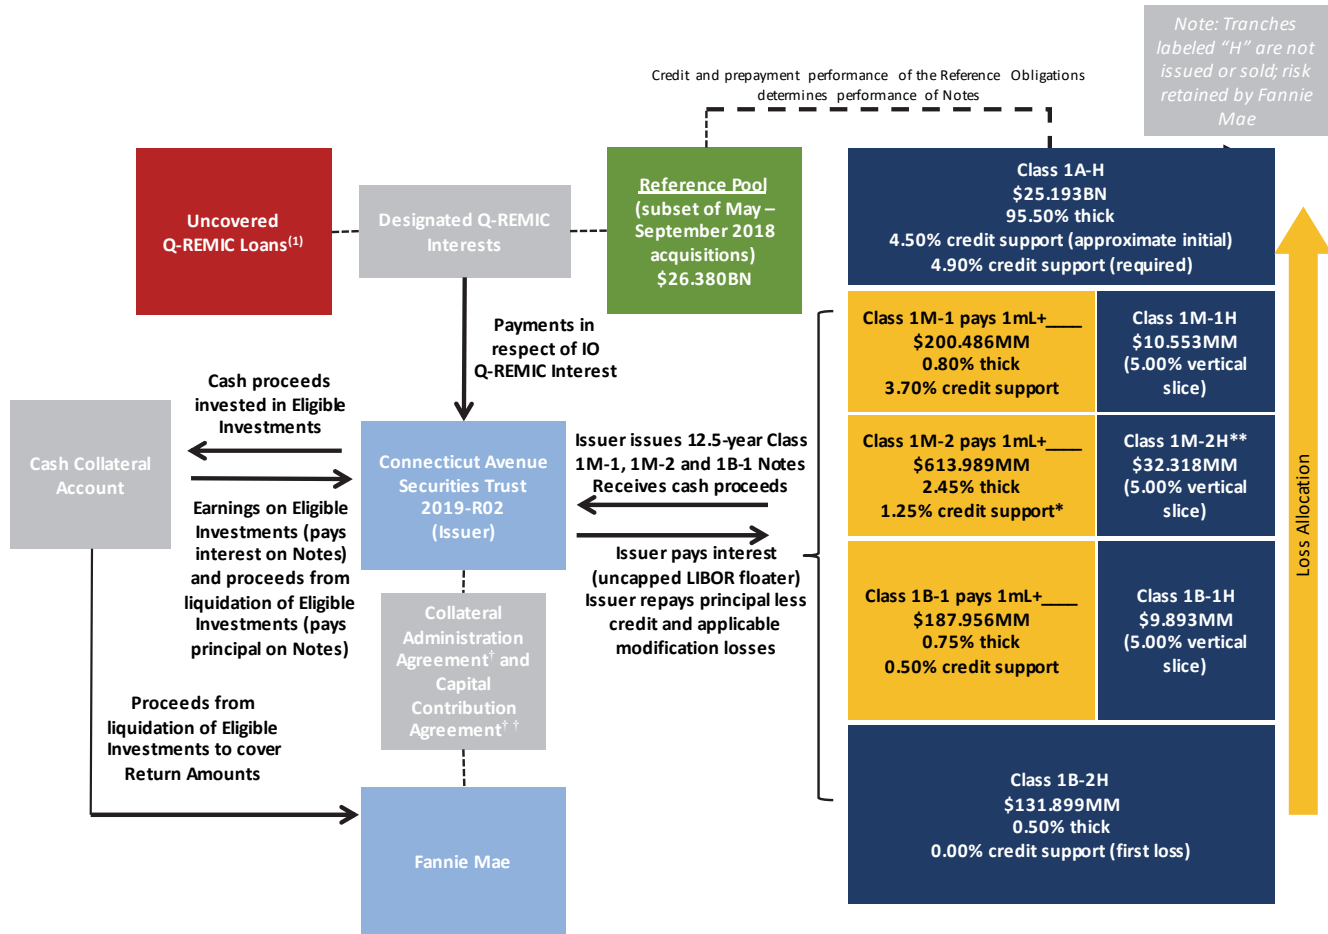 Note: Tranches
labeled “H” are not
issued or sold; risk
retained by Fannie
Mae
Credit and prepayment performance of the Reference Obligations
determines performance of Notes
Uncovered
Q-REMIC Loans(1)
Designated Q-REMIC
Interests
Reference Pool
(subset of May –
September 2018
acquisitions)
$26.380BN
Class 1A-H
$25.193BN
95.50% thick
4.50% credit support (approximate initial)
4.90% credit support (required)
Payments in
respect of IO
Q-REMIC Interest
Class 1M-1 pays 1mL+____
$200.486MM
0.80% thick
3.70% credit support
Class 1M-1H
$10.553MM
(5.00% vertical
slice)
Cash proceeds
invested in Eligible
Investments
Cash Collateral
Account
Connecticut Avenue
Securities Trust
2019-R02
(Issuer)
Issuer issues 12.5-year Class
1M-1, 1M-2 and 1B-1 Notes
Receives cash proceeds
Class 1M-2 pays 1mL+____
$613.989MM
2.45% thick
1.25% credit support*
Class 1M-2H**
$32.318MM
(5.00% vertical
slice)
Earnings on Eligible
Investments (pays
interest on Notes)
and proceeds from
liquidation of Eligible
Investments (pays
principal on Notes)
Issuer pays interest
(uncapped LIBOR floater)
Issuer repays principal less
credit and applicable
modification losses
Class 1B-1 pays 1mL+____
$187.956MM
0.75% thick
0.50% credit support
Class 1B-1H
$9.893MM
(5.00% vertical
slice)
Loss Allocation
Collateral
Administration
Agreement† and
Capital
Contribution
Agreement† †
Proceeds from
liquidation of Eligible
Investments to cover
Return Amounts
Class 1B-2H
$131.899MM
0.50% thick
0.00% credit support (first loss)
Fannie Mae